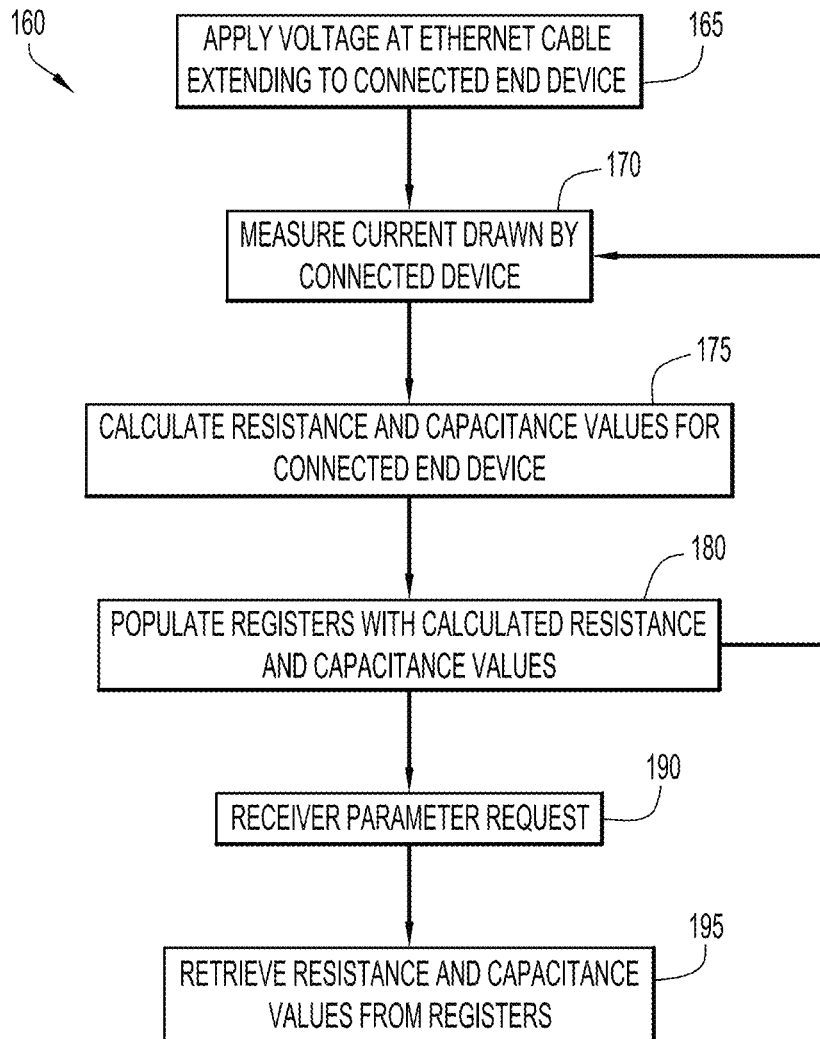 160
APPLY VOLTAGE AT ETHERNET CABLE
EXTENDING TO CONNECTED END DEVICE
165
170
MEASURE CURRENT DRAWN BY
CONNECTED DEVICE
175
CALCULATE RESISTANCE AND CAPACITANCE VALUES FOR
CONNECTED END DEVICE
180
POPULATE REGISTERS WITH CALCULATED RESISTANCE
AND CAPACITANCE VALUES
190
RECEIVER PARAMETER REQUEST
195
RETRIEVE RESISTANCE AND CAPACITANCE
VALUES FROM REGISTERS